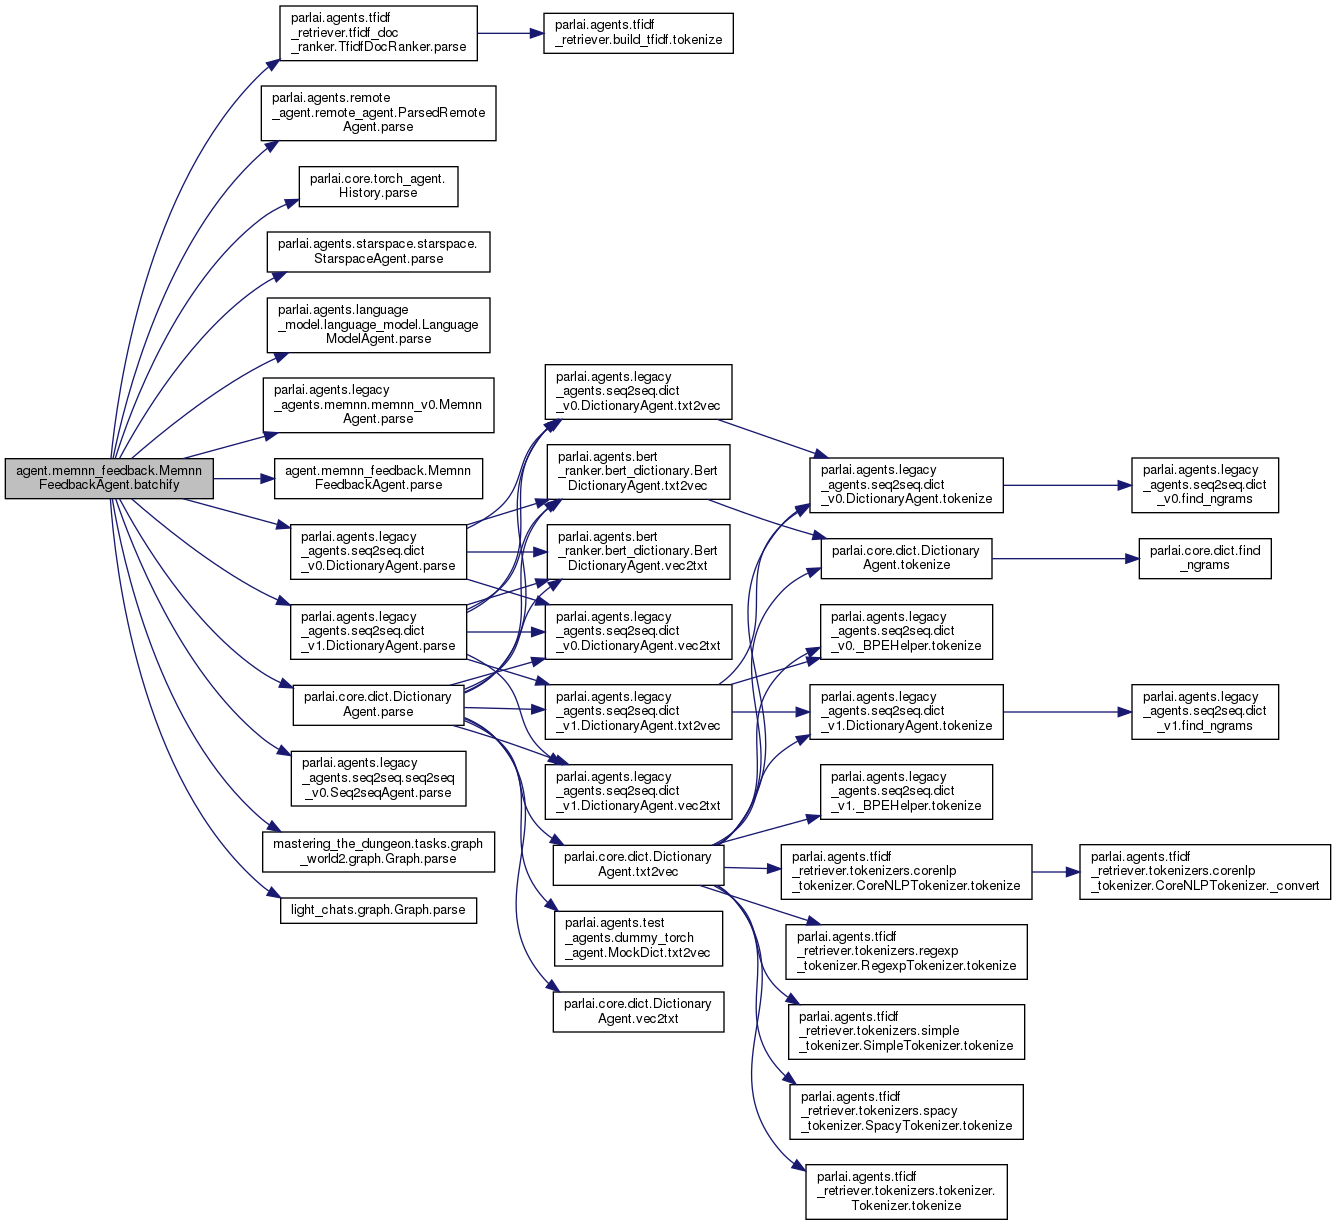 agent.memnn_feedback.Memnn
FeedbackAgent.batchify
parlai.agents.tfidf
_retriever.tfidf_doc
_ranker.TfidfDocRanker.parse
parlai.agents.remote
_agent.remote_agent.ParsedRemote
Agent.parse
parlai.core.torch_agent.
History.parse
parlai.agents.starspace.starspace.
StarspaceAgent.parse
parlai.agents.language
_model.language_model.Language
ModelAgent.parse
parlai.agents.legacy
_agents.memnn.memnn_v0.Memnn
Agent.parse
agent.memnn_feedback.Memnn
FeedbackAgent.parse
parlai.agents.legacy
_agents.seq2seq.dict
_v0.DictionaryAgent.parse
parlai.agents.legacy
_agents.seq2seq.dict
_v1.DictionaryAgent.parse
parlai.core.dict.Dictionary
Agent.parse
parlai.agents.legacy
_agents.seq2seq.seq2seq
_v0.Seq2seqAgent.parse
mastering_the_dungeon.tasks.graph
_world2.graph.Graph.parse
light_chats.graph.Graph.parse
parlai.agents.tfidf
_retriever.build_tfidf.tokenize
parlai.agents.legacy
_agents.seq2seq.dict
_v0.DictionaryAgent.txt2vec
parlai.agents.bert
_ranker.bert_dictionary.Bert
DictionaryAgent.txt2vec
parlai.agents.bert
_ranker.bert_dictionary.Bert
DictionaryAgent.vec2txt
parlai.agents.legacy
_agents.seq2seq.dict
_v0.DictionaryAgent.vec2txt
parlai.agents.legacy
_agents.seq2seq.dict
_v1.DictionaryAgent.txt2vec
parlai.agents.legacy
_agents.seq2seq.dict
_v1.DictionaryAgent.vec2txt
parlai.core.dict.Dictionary
Agent.txt2vec
parlai.agents.test
_agents.dummy_torch
_agent.MockDict.txt2vec
parlai.core.dict.Dictionary
Agent.vec2txt
parlai.agents.legacy
_agents.seq2seq.dict
_v0.DictionaryAgent.tokenize
parlai.core.dict.Dictionary
Agent.tokenize
parlai.agents.legacy
_agents.seq2seq.dict
_v0._BPEHelper.tokenize
parlai.agents.legacy
_agents.seq2seq.dict
_v1.DictionaryAgent.tokenize
parlai.agents.legacy
_agents.seq2seq.dict
_v1._BPEHelper.tokenize
parlai.agents.tfidf
_retriever.tokenizers.corenlp
_tokenizer.CoreNLPTokenizer.tokenize
parlai.agents.tfidf
_retriever.tokenizers.regexp
_tokenizer.RegexpTokenizer.tokenize
parlai.agents.tfidf
_retriever.tokenizers.simple
_tokenizer.SimpleTokenizer.tokenize
parlai.agents.tfidf
_retriever.tokenizers.spacy
_tokenizer.SpacyTokenizer.tokenize
parlai.agents.tfidf
_retriever.tokenizers.tokenizer.
Tokenizer.tokenize
parlai.agents.legacy
_agents.seq2seq.dict
_v0.find_ngrams
parlai.core.dict.find
_ngrams
parlai.agents.legacy
_agents.seq2seq.dict
_v1.find_ngrams
parlai.agents.tfidf
_retriever.tokenizers.corenlp
_tokenizer.CoreNLPTokenizer._convert